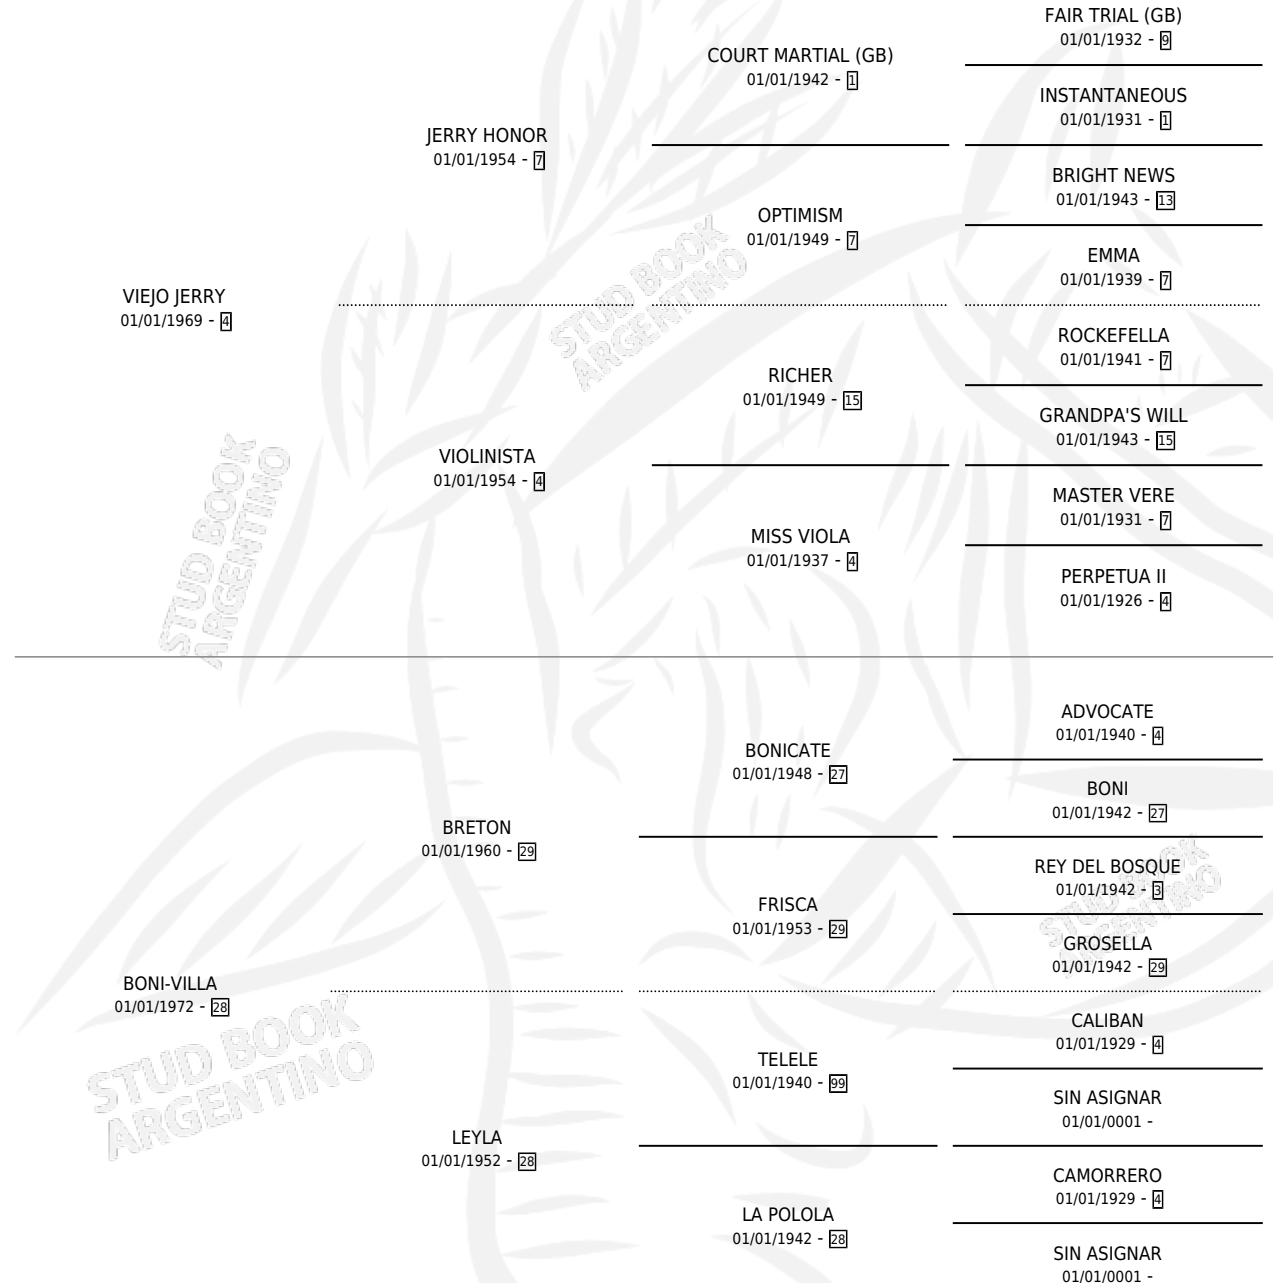 FAIR TRIAL (GB)
01/01/1932 - 9
COURT MARTIAL (GB)
01/01/1942 - 1
INSTANTANEOUS
01/01/1931 - 1
JERRY HONOR
01/01/1954 - 7
BRIGHT NEWS
01/01/1943 - 13
OPTIMISM
01/01/1949 - 7
EMMA
01/01/1939 - 7
VIEJO JERRY
01/01/1969 - 4
ROCKEFELLA
01/01/1941 - 7
RICHER
01/01/1949 - 15
GRANDPA'S WILL
01/01/1943 - 15
VIOLINISTA
01/01/1954 - 4
MASTER VERE
01/01/1931 - 7
MISS VIOLA
01/01/1937 - 4
PERPETUA II
01/01/1926 - 4
ADVOCATE
01/01/1940 - 4
BONICATE
01/01/1948 - 27
BONI
01/01/1942 - 27
BRETON
01/01/1960 - 29
REY DEL BOSQUE
01/01/1942 - 3
FRISCA
01/01/1953 - 29
GROSELLA
01/01/1942 - 29
BONI-VILLA
01/01/1972 - 28
CALIBAN
01/01/1929 - 4
TELELE
01/01/1940 - 99
SIN ASIGNAR
01/01/0001 -
LEYLA
01/01/1952 - 28
CAMORRERO
01/01/1929 - 4
LA POLOLA
01/01/1942 - 28
SIN ASIGNAR
01/01/0001 -
STUD BOOK
ARGENTINO
STUD BOOK
ARGENTINO
STUD BOOK
ARGENTINO
STUD BOOK
ARGENTINO